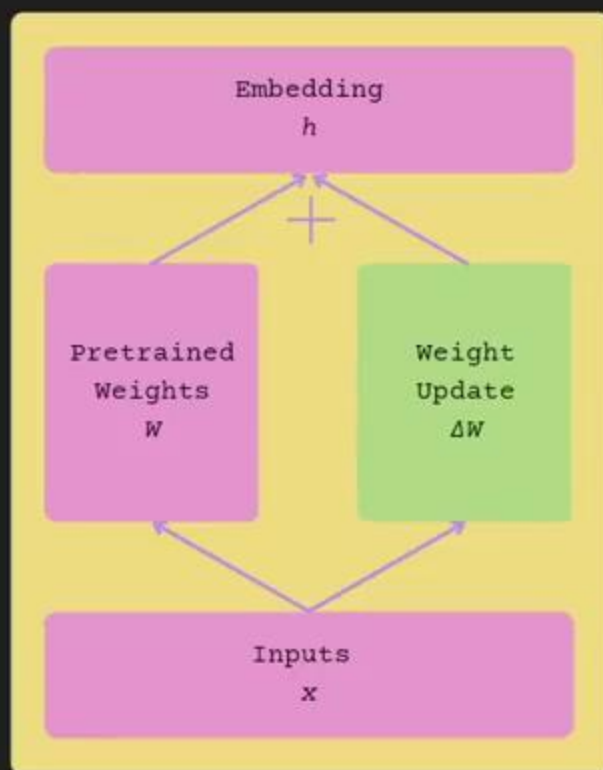 Embedding
h
+
Pretrained
Weights
W
Weight
Update
ΔW
Inputs
x